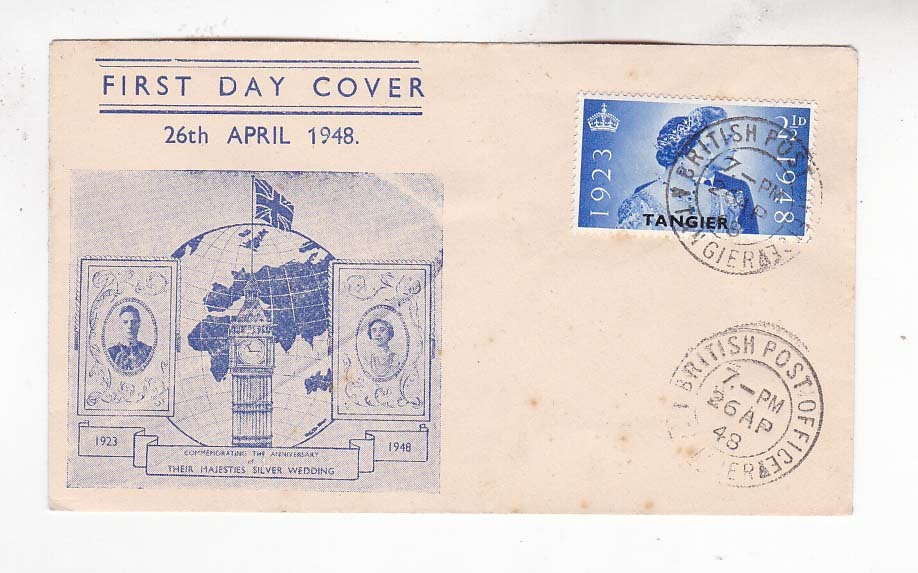 FIRST DAY COVER
26th APRIL 1948.
1923
2½D
1948
TANGIER
BRITISH POST
7-PM
BRITISH POST OFFICE
7-PM
26 AP
48
1923
1948
COMMEMORATING THE ANNIVERSARY
of
THEIR MAJESTIES SILVER WEDDING